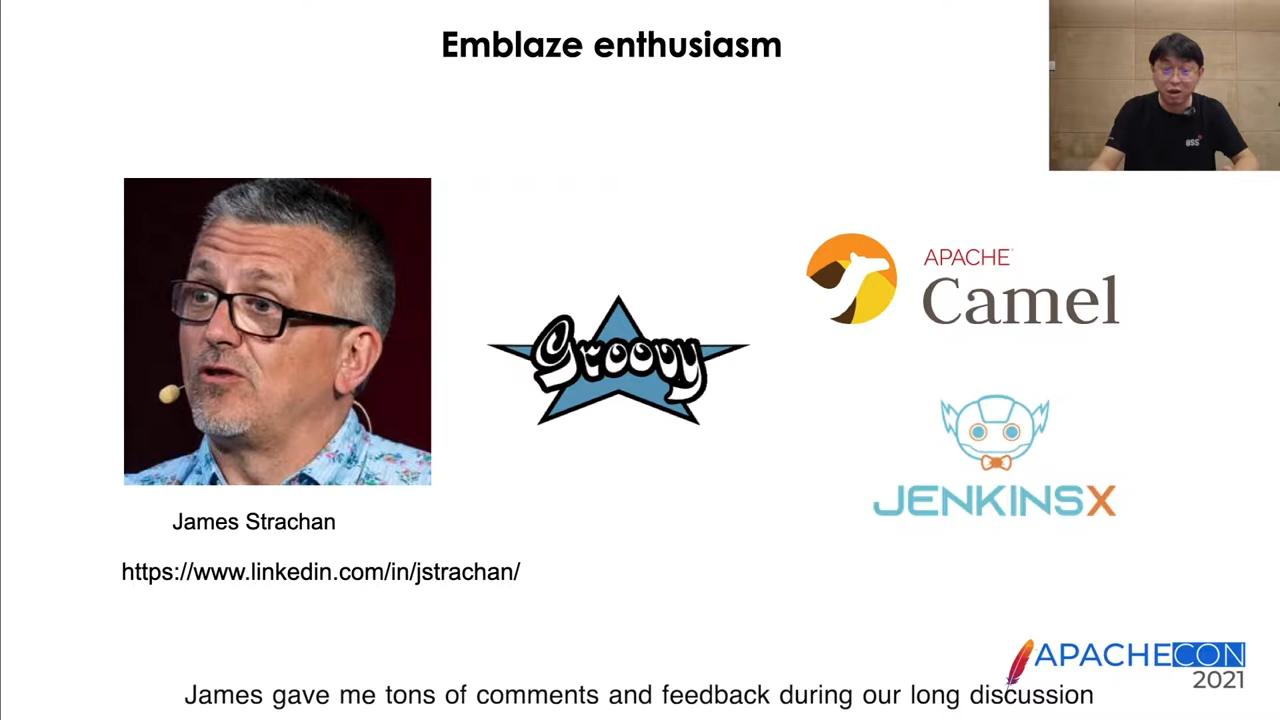 Emblaze enthusiasm
Groovy
APACHE
Camel
JENKINSX
James Strachan
https://www.linkedin.com/in/jstrachan/
APACHECON
2021
James gave me tons of comments and feedback during our long discussion